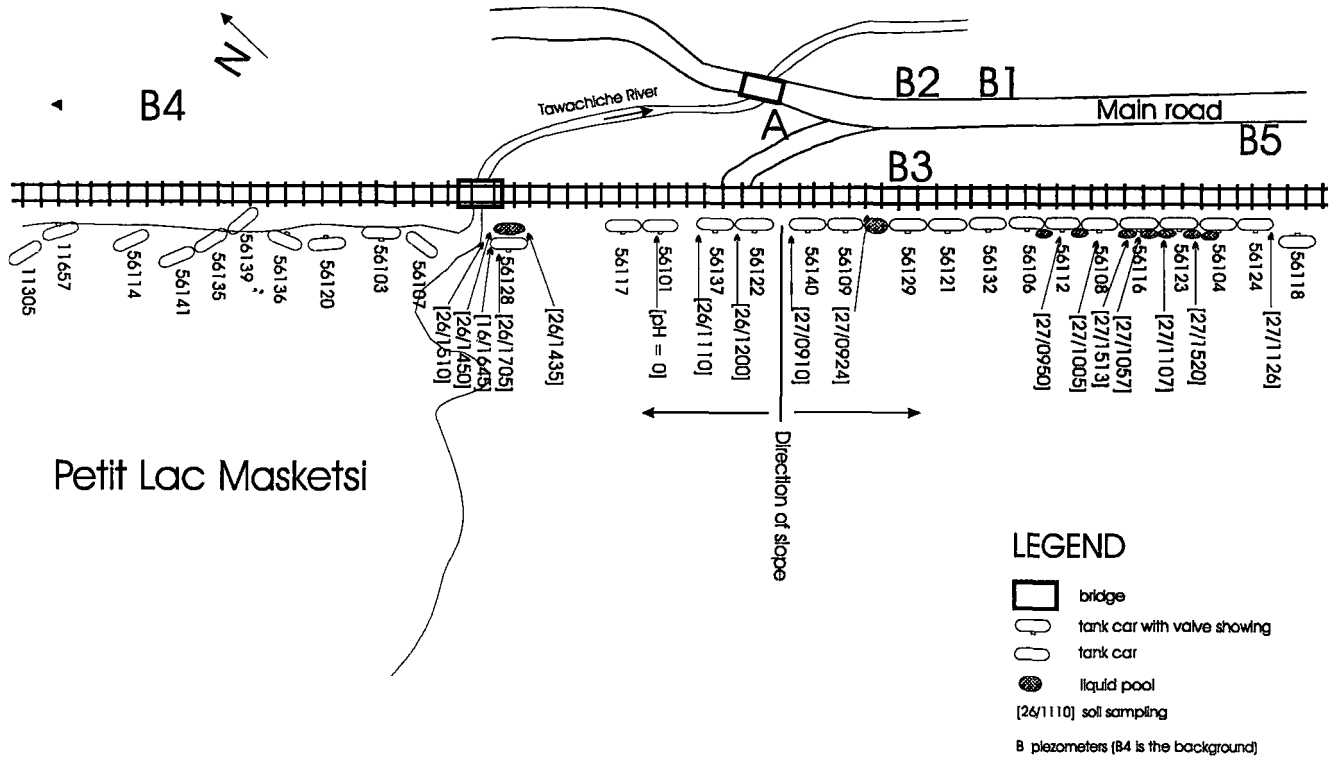 N
B4
Tawachiche River
A
B2
B1
Main road
B5
B3
11305
11657
56114
56141
56135
56139
56136
56120
56103
56107
56128
56117
56101
56137
56122
56140
56109
56129
56121
56132
56106
56112
56108
56116
56123
56104
56124
56118
[26/1510]
[26/1450]
[16/1645]
[26/1705]
[26/1435]
[pH = 0]
[26/1110]
[26/1200]
[27/0910]
[27/0924]
[27/0950]
[27/1005]
[27/1513]
[27/1057]
[27/1107]
[27/1520]
[27/1126]
Direction of slope
Petit Lac Masketsi
LEGEND
bridge
tank car with valve showing
tank car
liquid pool
[26/1110] soil sampling
B piezometers (B4 is the background)